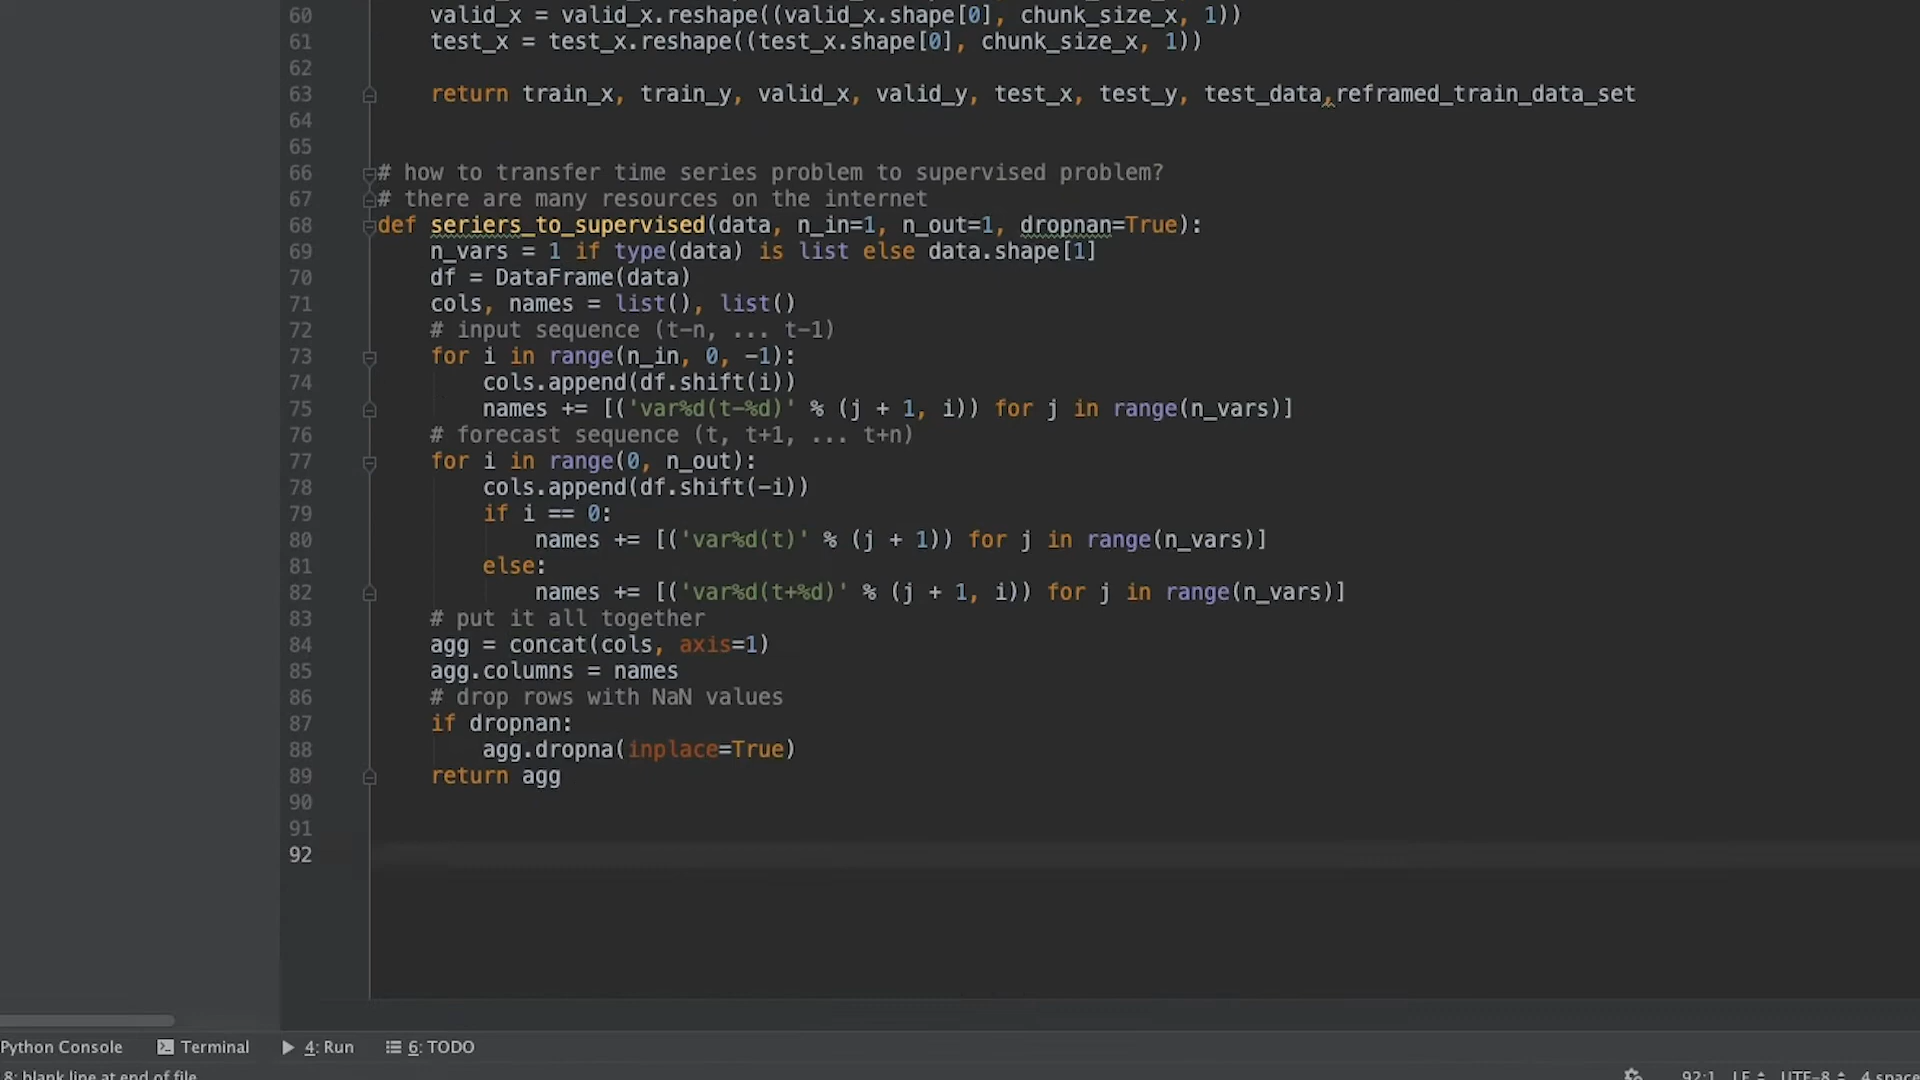 60 valid_x = valid_x.reshape((valid_x.shape[0], chunk_size_x, 1))
61 test_x = test_x.reshape((test_x.shape[0], chunk_size_x, 1))
62
63 return train_x, train_y, valid_x, valid_y, test_x, test_y, test_data,reframed_train_data_set
64
65
66 # how to transfer time series problem to supervised problem?
67 # there are many resources on the internet
68 def seriers_to_supervised(data, n_in=1, n_out=1, dropnan=True):
69 n_vars = 1 if type(data) is list else data.shape[1]
70 df = DataFrame(data)
71 cols, names = list(), list()
72 # input sequence (t-n, ... t-1)
73 for i in range(n_in, 0, -1):
74 cols.append(df.shift(i))
75 names += [('var%d(t-%d)' % (j + 1, i)) for j in range(n_vars)]
76 # forecast sequence (t, t+1, ... t+n)
77 for i in range(0, n_out):
78 cols.append(df.shift(-i))
79 if i == 0:
80 names += [('var%d(t)' % (j + 1)) for j in range(n_vars)]
81 else:
82 names += [('var%d(t+%d)' % (j + 1, i)) for j in range(n_vars)]
83 # put it all together
84 agg = concat(cols, axis=1)
85 agg.columns = names
86 # drop rows with NaN values
87 if dropnan:
88 agg.dropna(inplace=True)
89 return agg
90
91
92
Python Console Terminal 4: Run 6: TODO
8: blank line at end of file 92:1 LF UTF-8 4 space